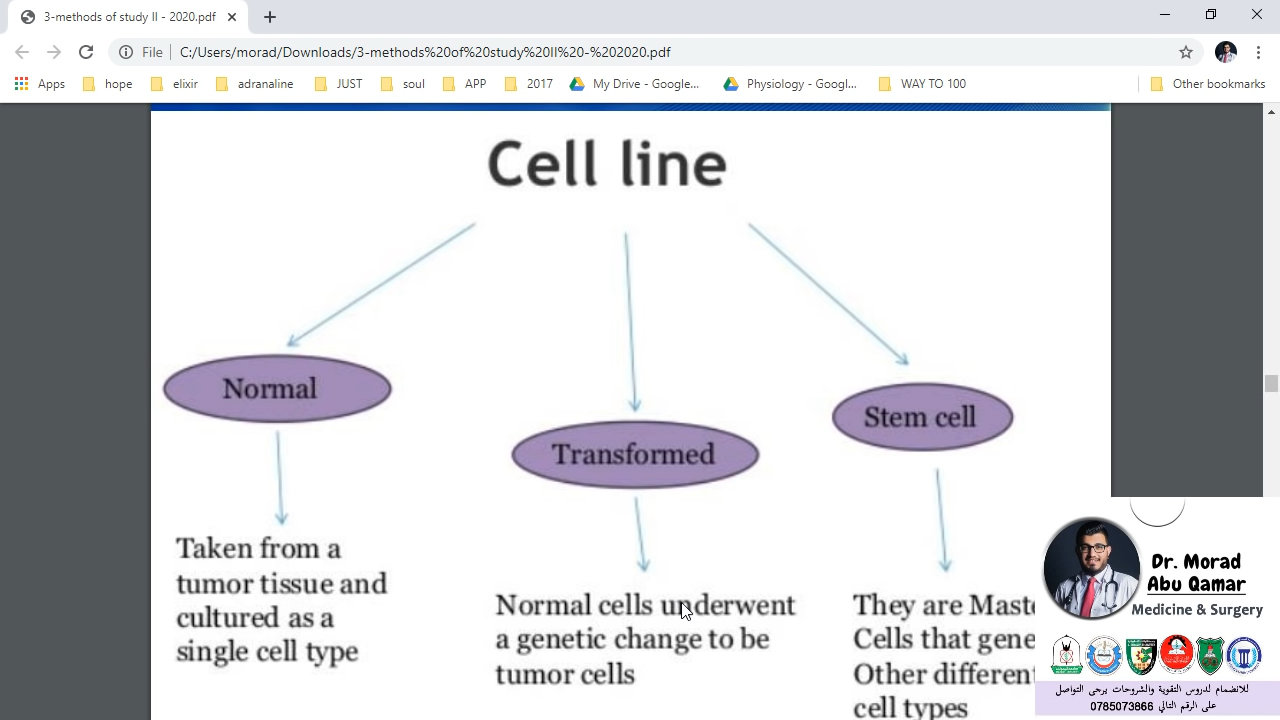 3-methods of study II - 2020.pdf
File C:/Users/morad/Downloads/3-methods%20of%20study%20II%20-%202020.pdf
Apps hope elixir adranaline JUST soul APP 2017 My Drive - Google... Physiology - Googl... WAY TO 100 Other bookmarks
Cell line
Normal
Transformed
Stem cell
Taken from a
tumor tissue and
cultured as a
single cell type
Normal cells underwent
a genetic change to be
tumor cells
They are Maste
Cells that gene
Other different
cell types
Dr. Morad
Abu Qamar
Medicine & Surgery
للانضمام لدروس التقوية والشروحات يرجى التواصل
على الرقم التالي 0785073866